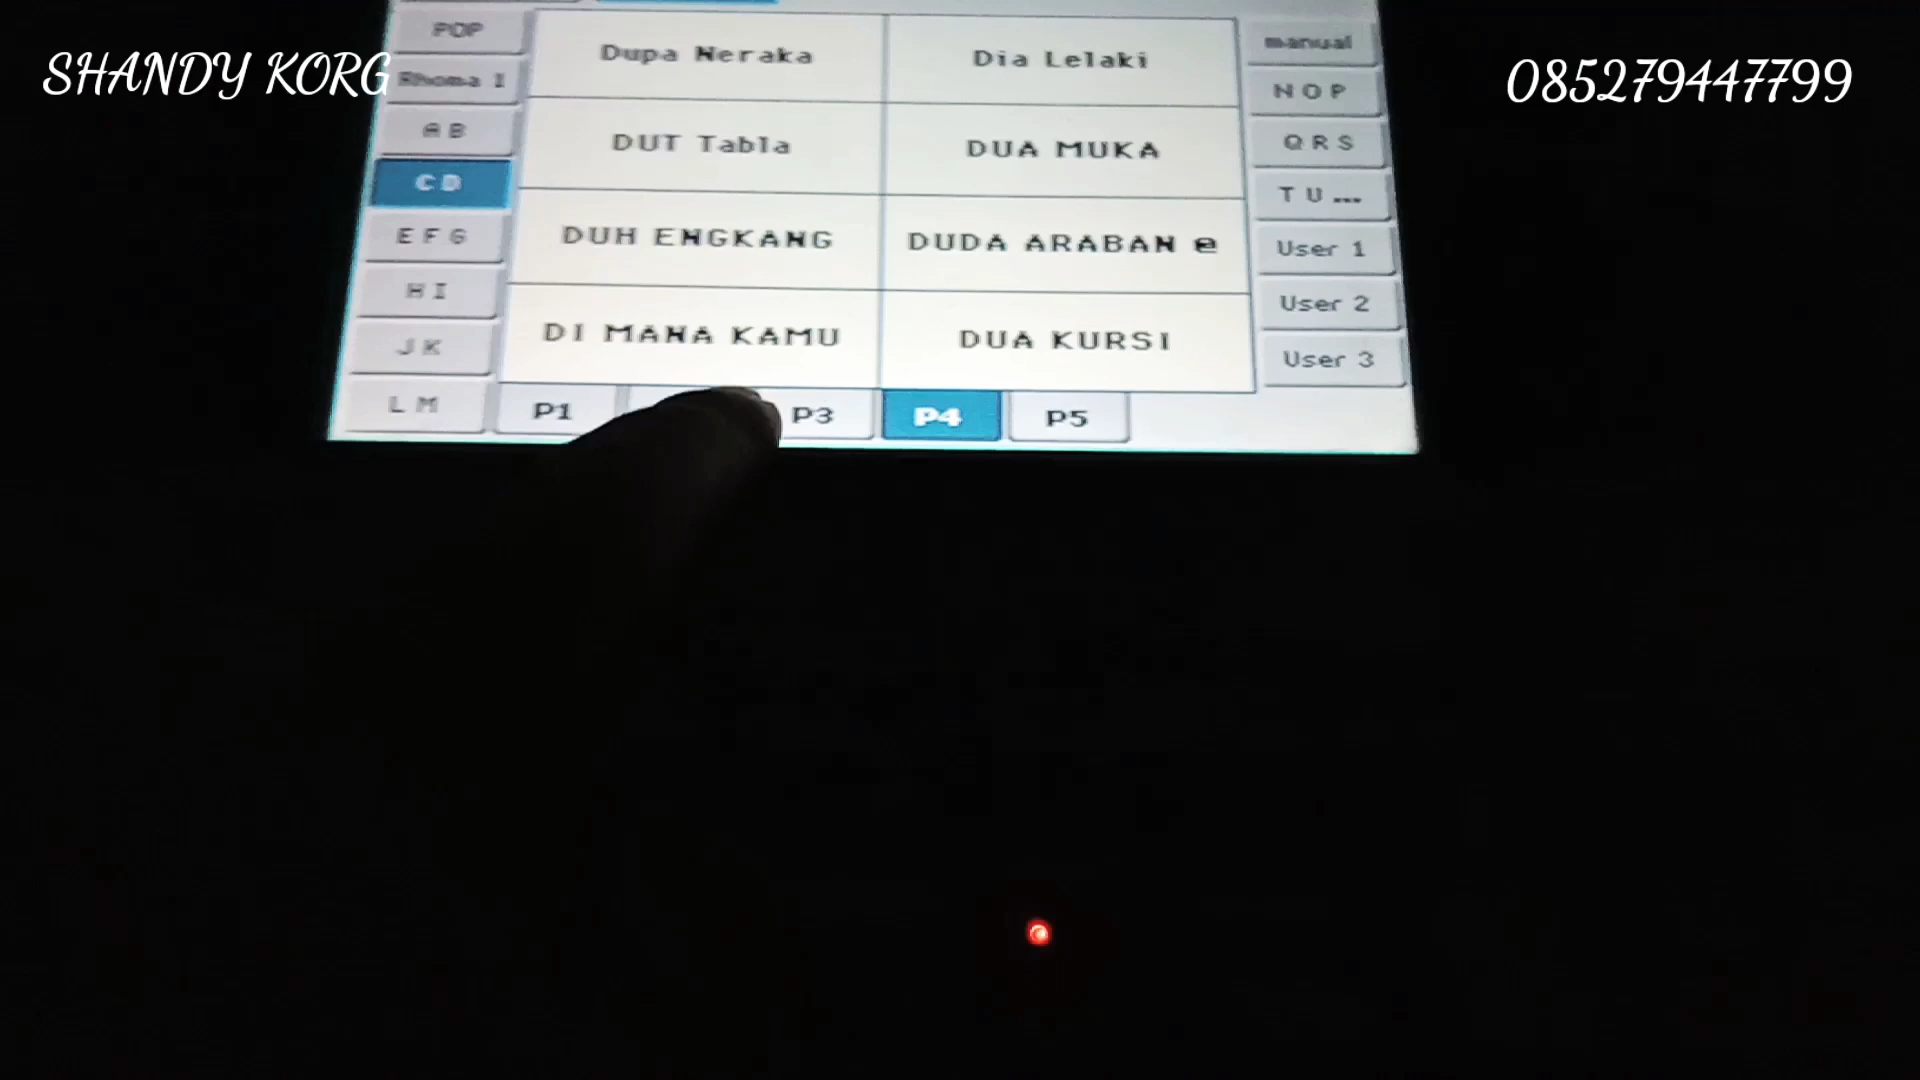 SHANDY KORG
085279447799
POP
Dupa Neraka
Dia Lelaki
manual
Rhoma I
N O P
A B
DUT Tabla
DUA MUKA
Q R S
C D
T U ...
E F G
DUH ENGKANG
DUDA ARABAN e
User 1
H I
User 2
J K
DI MANA KAMU
DUA KURSI
User 3
L M
P1
P3
P4
P5